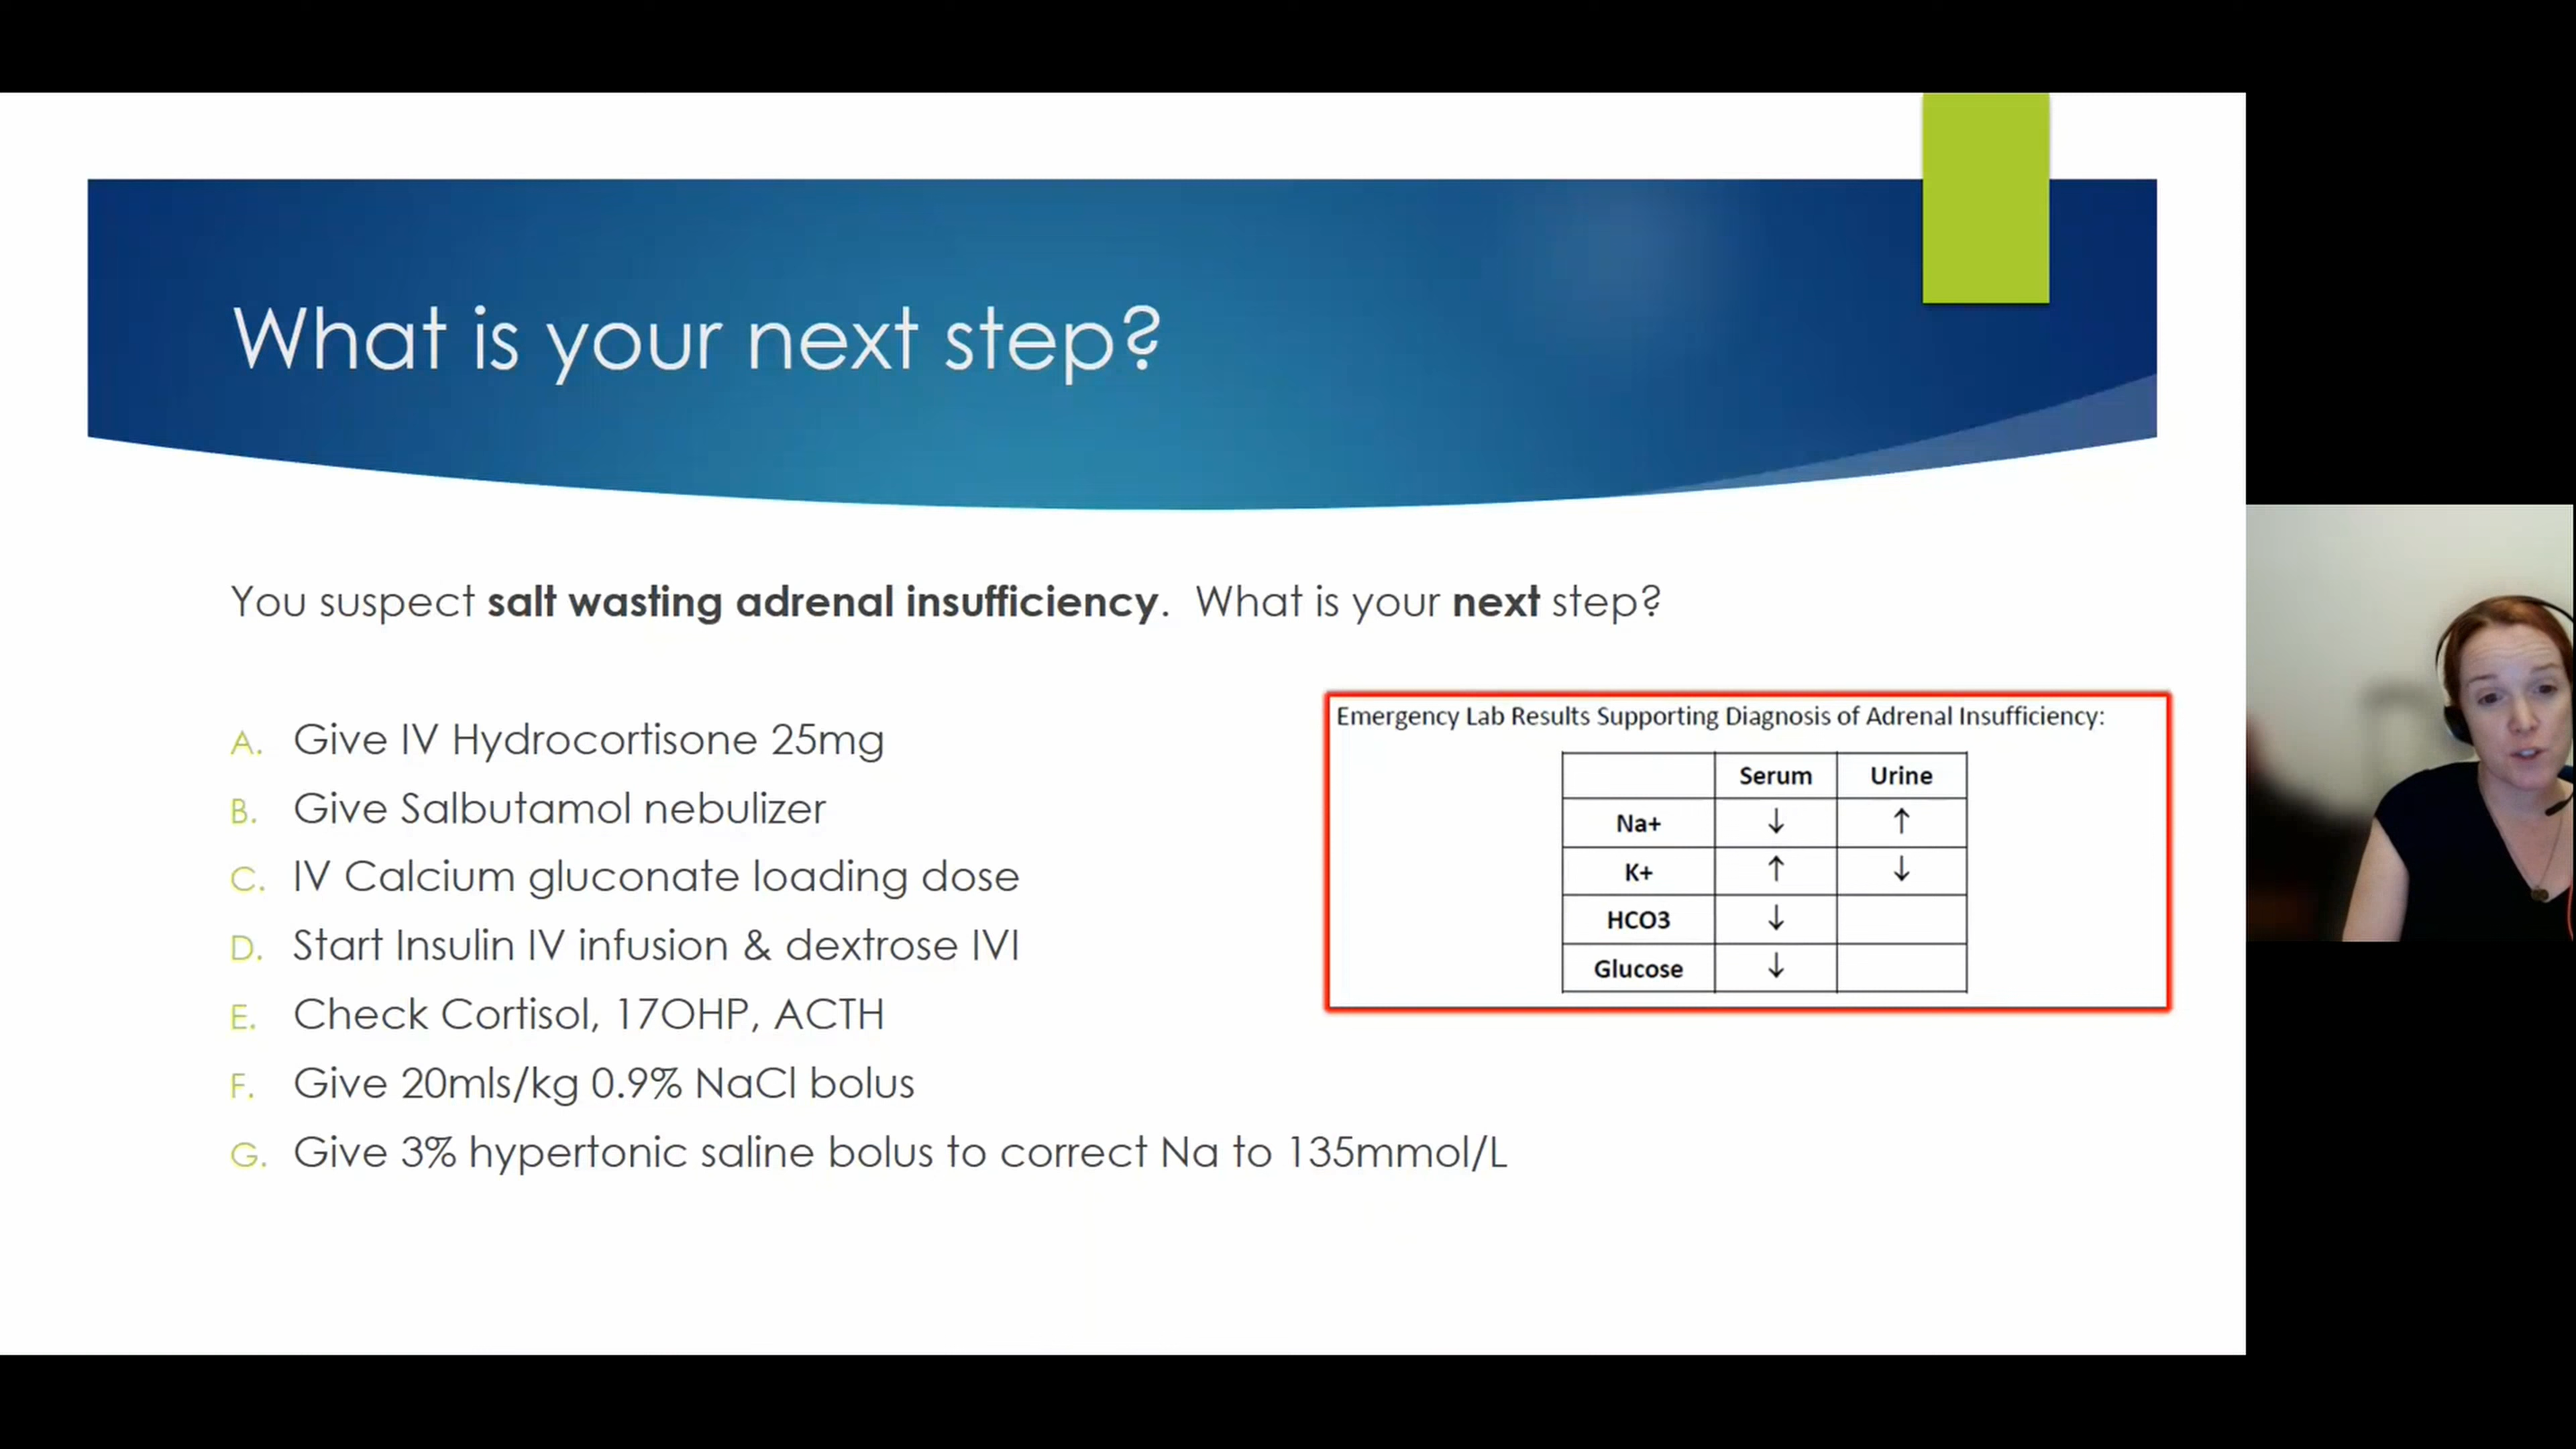 What is your next step?
You suspect salt wasting adrenal insufficiency. What is your next step?
A. Give IV Hydrocortisone 25mg
B. Give Salbutamol nebulizer
C. IV Calcium gluconate loading dose
D. Start Insulin IV infusion & dextrose IVI
E. Check Cortisol, 17OHP, ACTH
F. Give 20mls/kg 0.9% NaCl bolus
G. Give 3% hypertonic saline bolus to correct Na to 135mmol/L
Emergency Lab Results Supporting Diagnosis of Adrenal Insufficiency:
Serum Urine
Na+ ↓ ↑
K+ ↑ ↓
HCO3 ↓
Glucose ↓